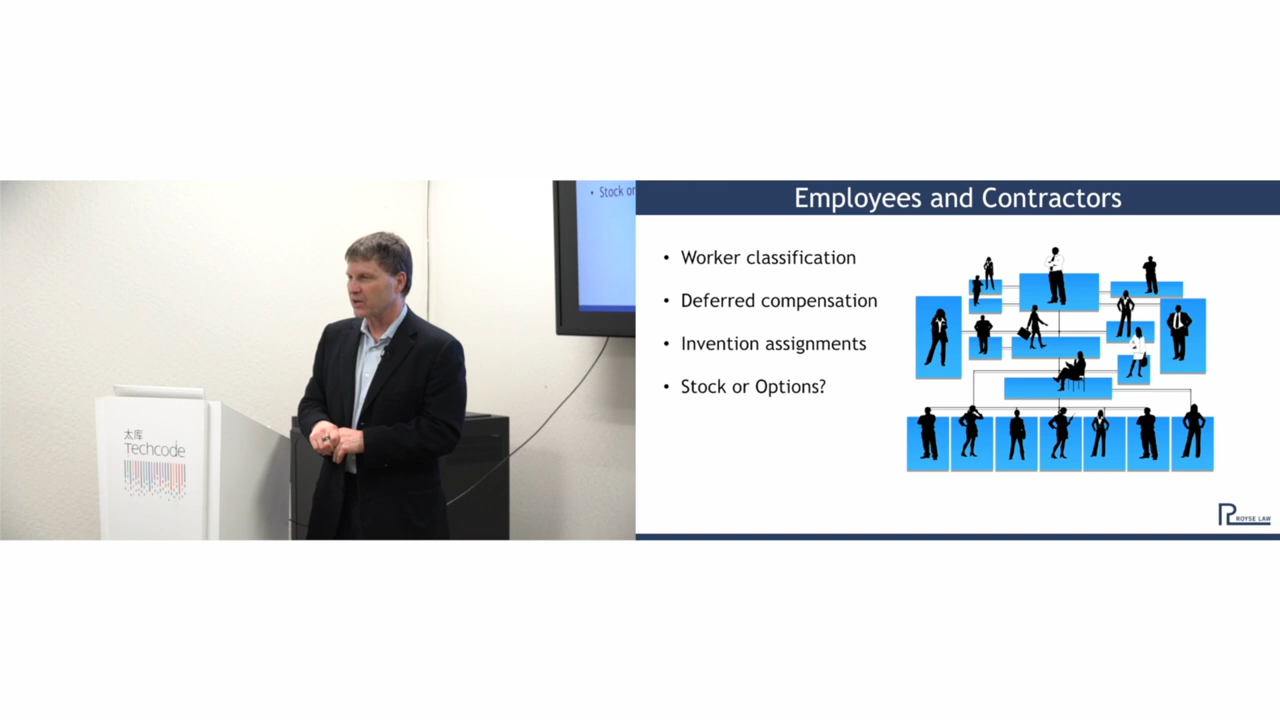 太库
Techcode
• Stock or
Employees and Contractors
• Worker classification
• Deferred compensation
• Invention assignments
• Stock or Options?
ROYSE LAW